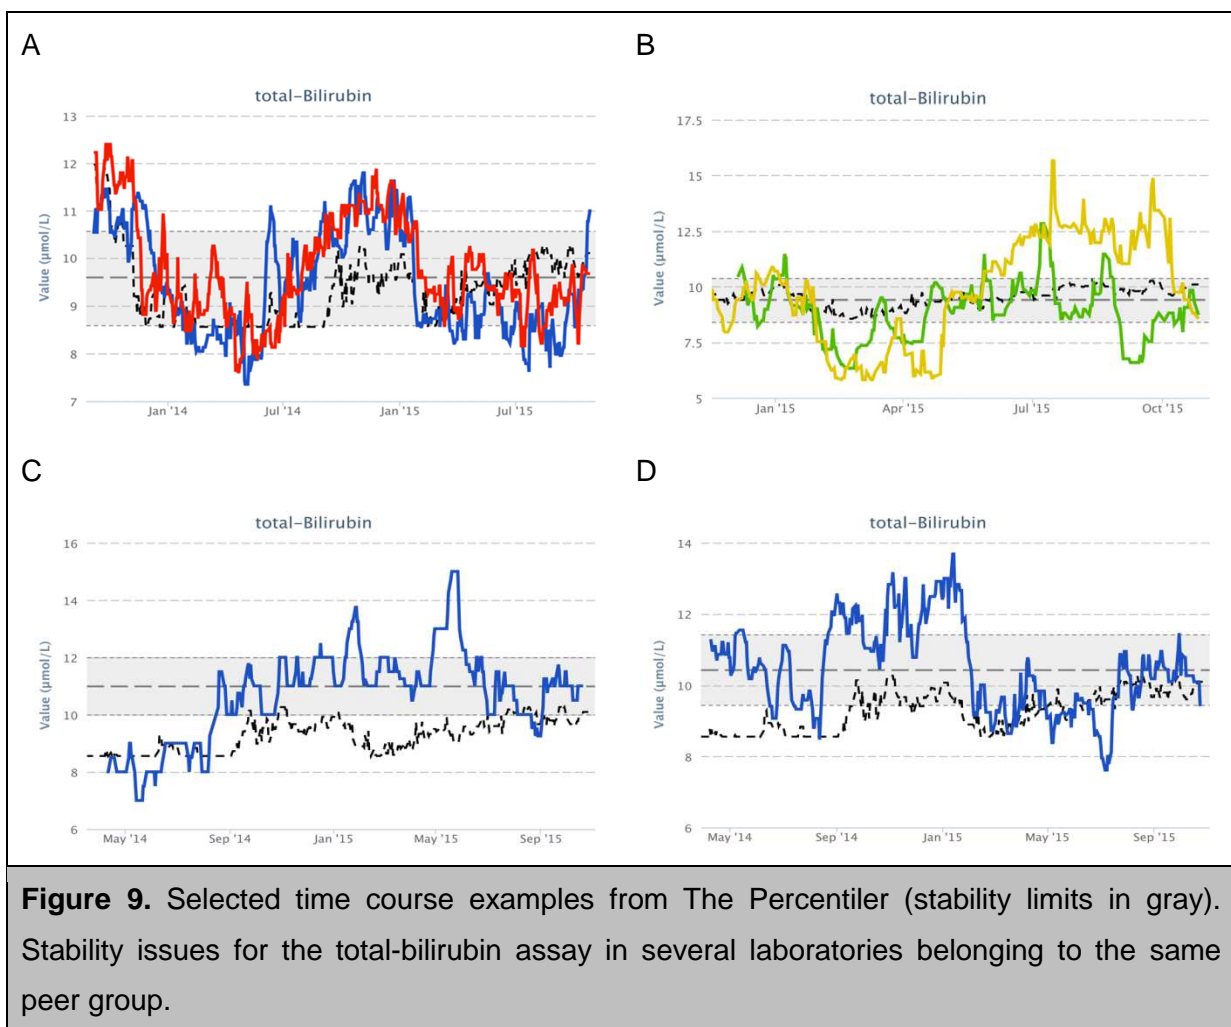 A
total-Bilirubin
13
12
11
10
9
8
7
Value (µmol/L)
Jan '14
Jul '14
Jan '15
Jul '15
B
total-Bilirubin
17.5
15
12.5
10
7.5
5
Value (µmol/L)
Jan '15
Apr '15
Jul '15
Oct '15
C
total-Bilirubin
16
14
12
10
8
6
Value (µmol/L)
May '14
Sep '14
Jan '15
May '15
Sep '15
D
total-Bilirubin
14
12
10
8
6
Value (µmol/L)
May '14
Sep '14
Jan '15
May '15
Sep '15
Figure 9. Selected time course examples from The Percentiler (stability limits in gray).
Stability issues for the total-bilirubin assay in several laboratories belonging to the same
peer group.